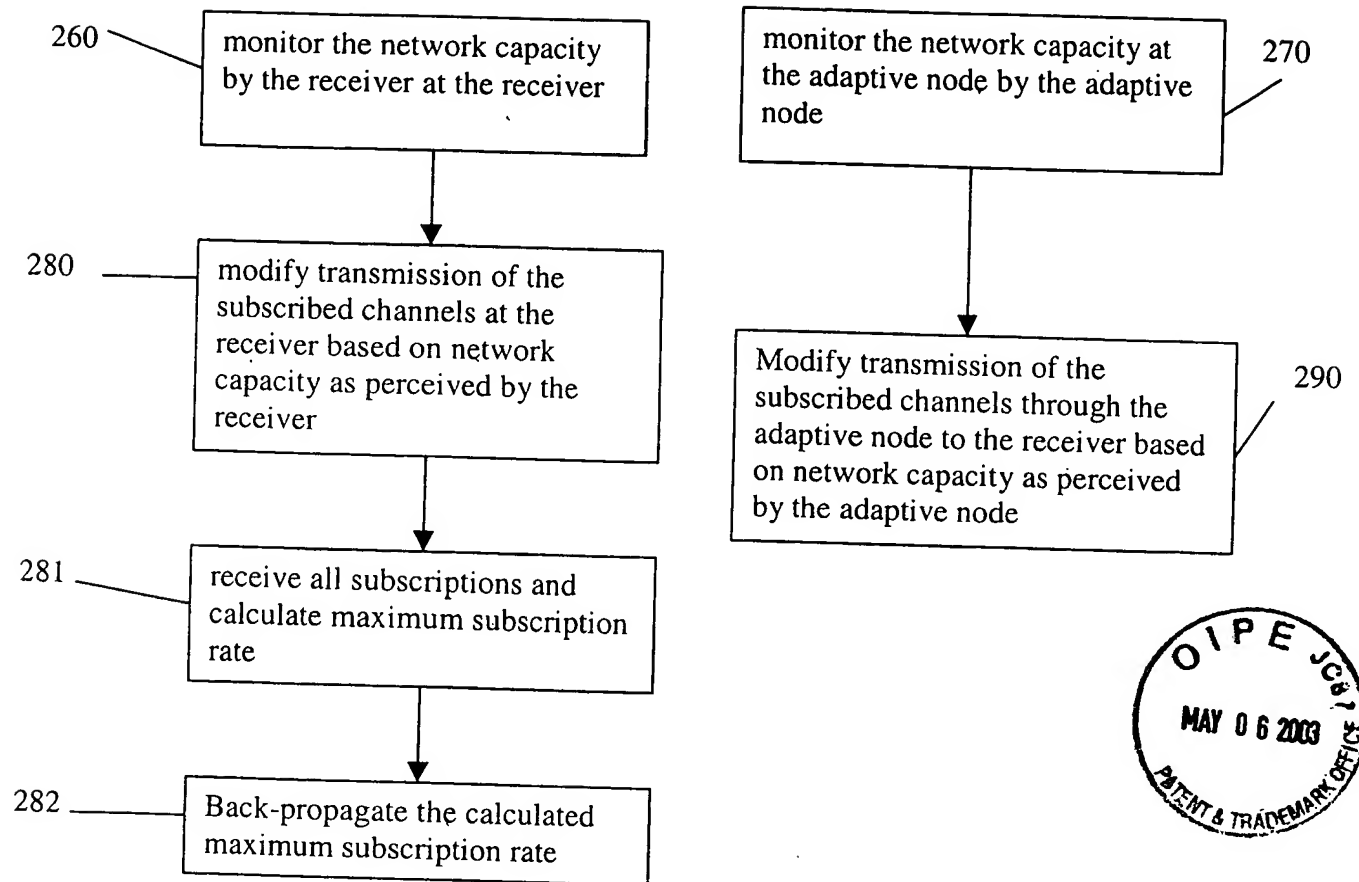 260
monitor the network capacity
by the receiver at the receiver
280
modify transmission of the
subscribed channels at the
receiver based on network
capacity as perceived by the
receiver
281
receive all subscriptions and
calculate maximum subscription
rate
282
Back-propagate the calculated
maximum subscription rate
monitor the network capacity at
the adaptive node by the adaptive
node
270
Modify transmission of the
subscribed channels through the
adaptive node to the receiver based
on network capacity as perceived
by the adaptive node
290
OIPE
MAY 06 2003
PATENT & TRADEMARK OFFICE